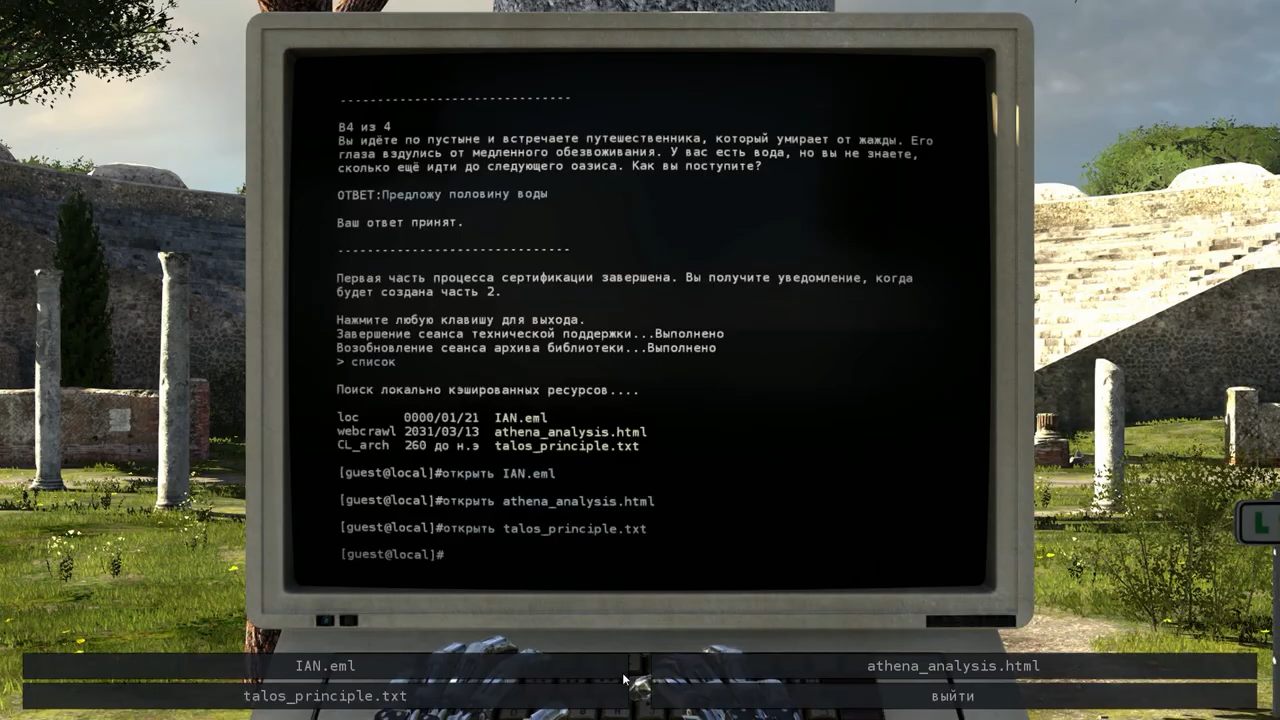 ------------------------------
В4 из 4
Вы идёте по пустыне и встречаете путешественника, который умирает от жажды. Его
глаза вздулись от медленного обезвоживания. У вас есть вода, но вы не знаете,
сколько ещё идти до следующего оазиса. Как вы поступите?
ОТВЕТ:Предложу половину воды
Ваш ответ принят.
------------------------------
Первая часть процесса сертификации завершена. Вы получите уведомление, когда
будет создана часть 2.
Нажмите любую клавишу для выхода.
Завершение сеанса технической поддержки...Выполнено
Возобновление сеанса архива библиотеки...Выполнено
> список
Поиск локально кэшированных ресурсов....
loc 0000/01/21 IAN.eml
webcrawl 2031/03/13 athena_analysis.html
CL_arch 260 до н.э talos_principle.txt
[guest@local]#открыть IAN.eml
[guest@local]#открыть athena_analysis.html
[guest@local]#открыть talos_principle.txt
[guest@local]#
L
IAN.eml athena_analysis.html
talos_principle.txt выйти